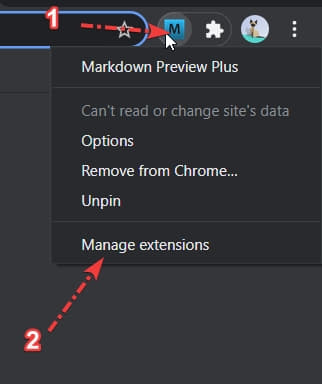 1
M
Markdown Preview Plus
Can't read or change site's data
Options
Remove from Chrome...
Unpin
Manage extensions
2